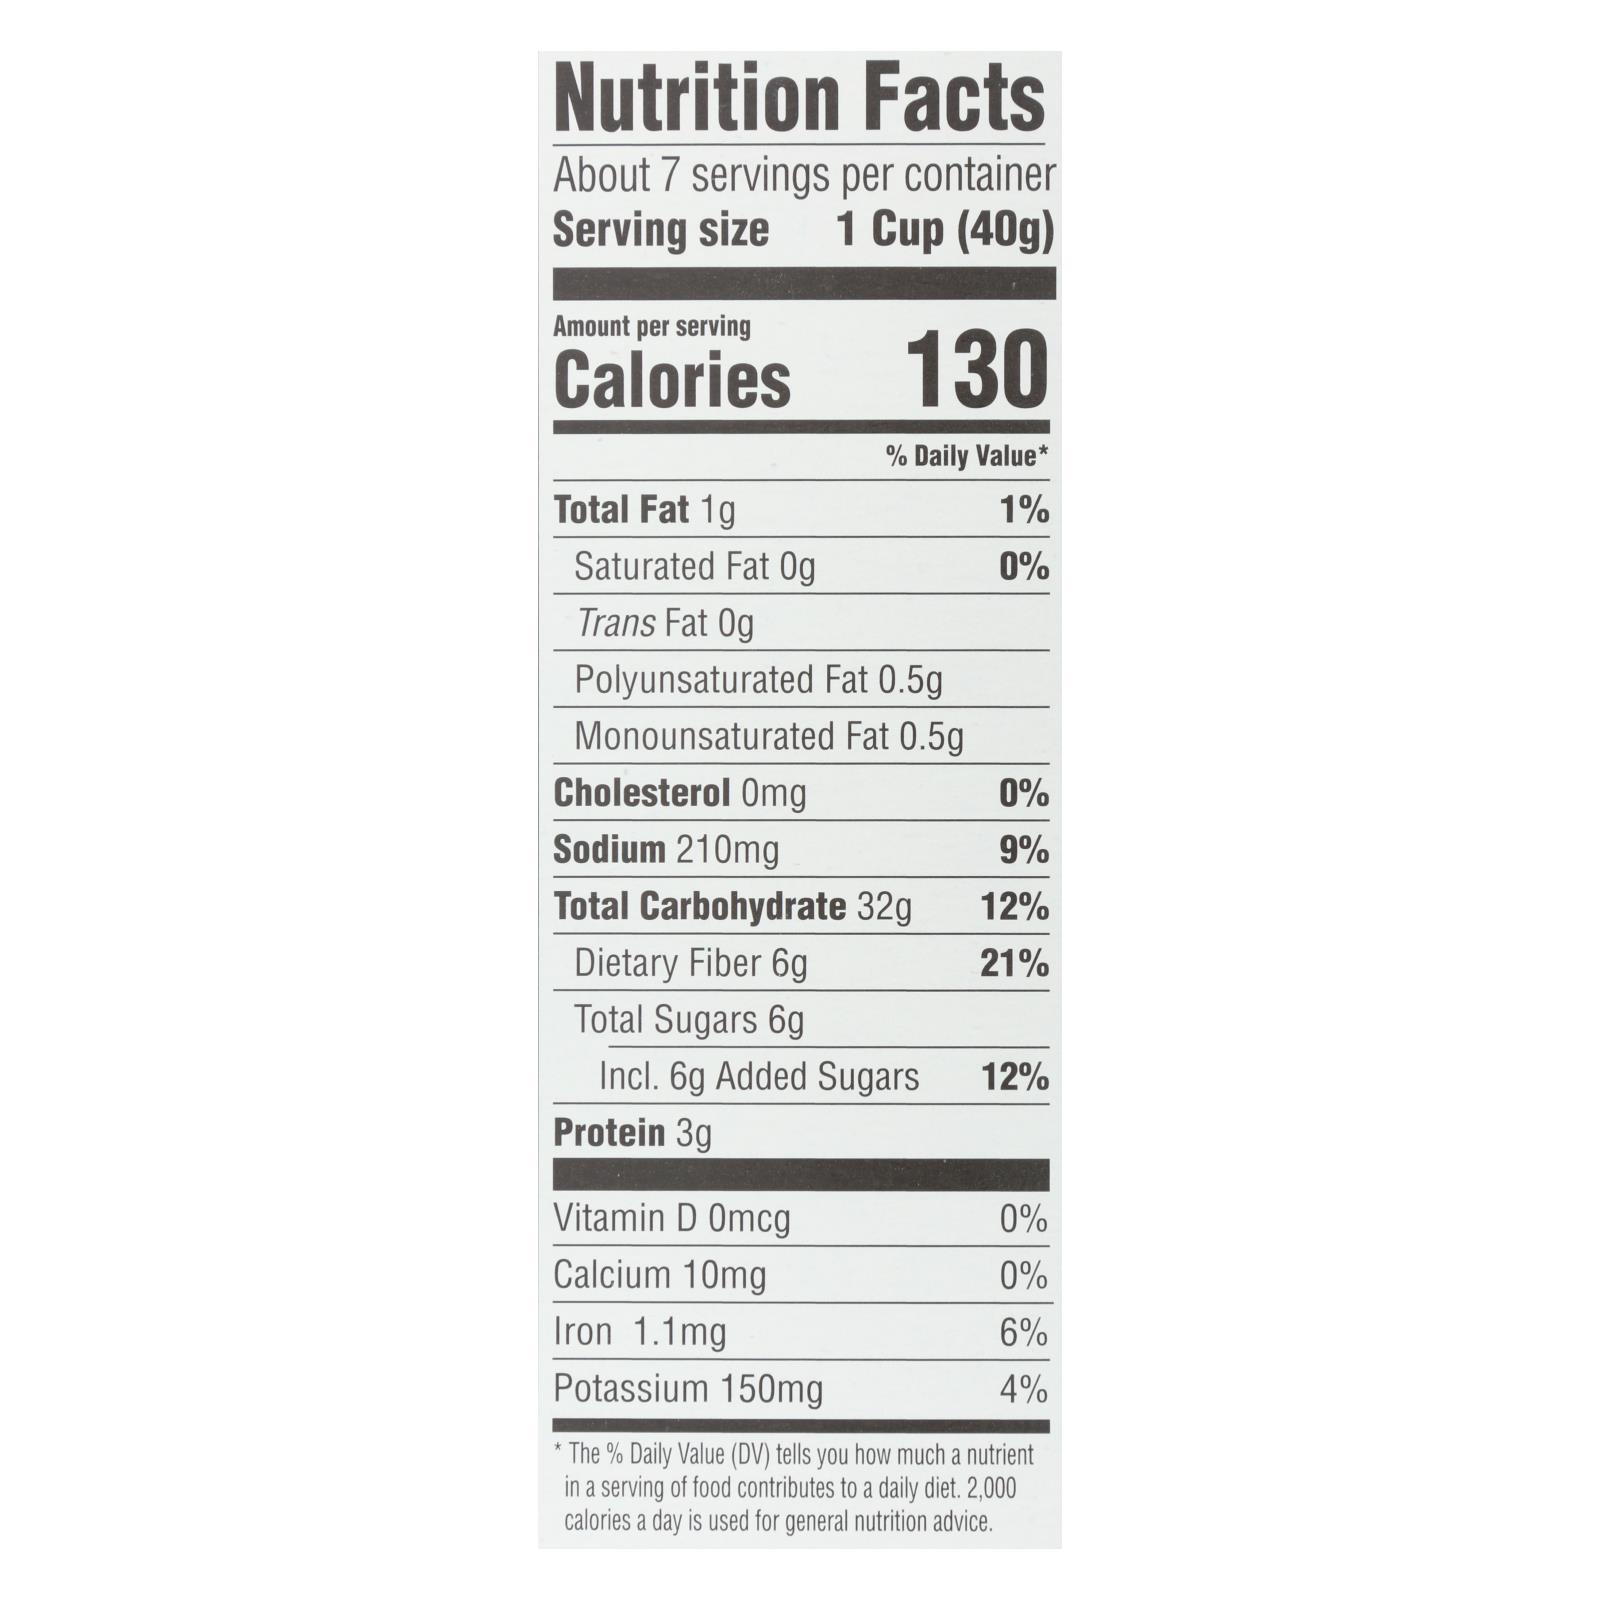 Nutrition Facts
About 7 servings per container
Serving size 1 Cup (40g)
Amount per serving
Calories 130
% Daily Value*
Total Fat 1g 1%
Saturated Fat 0g 0%
Trans Fat 0g
Polyunsaturated Fat 0.5g
Monounsaturated Fat 0.5g
Cholesterol 0mg 0%
Sodium 210mg 9%
Total Carbohydrate 32g 12%
Dietary Fiber 6g 21%
Total Sugars 6g
Incl. 6g Added Sugars 12%
Protein 3g
Vitamin D 0mcg 0%
Calcium 10mg 0%
Iron 1.1mg 6%
Potassium 150mg 4%
* The % Daily Value (DV) tells you how much a nutrient
in a serving of food contributes to a daily diet. 2,000
calories a day is used for general nutrition advice.